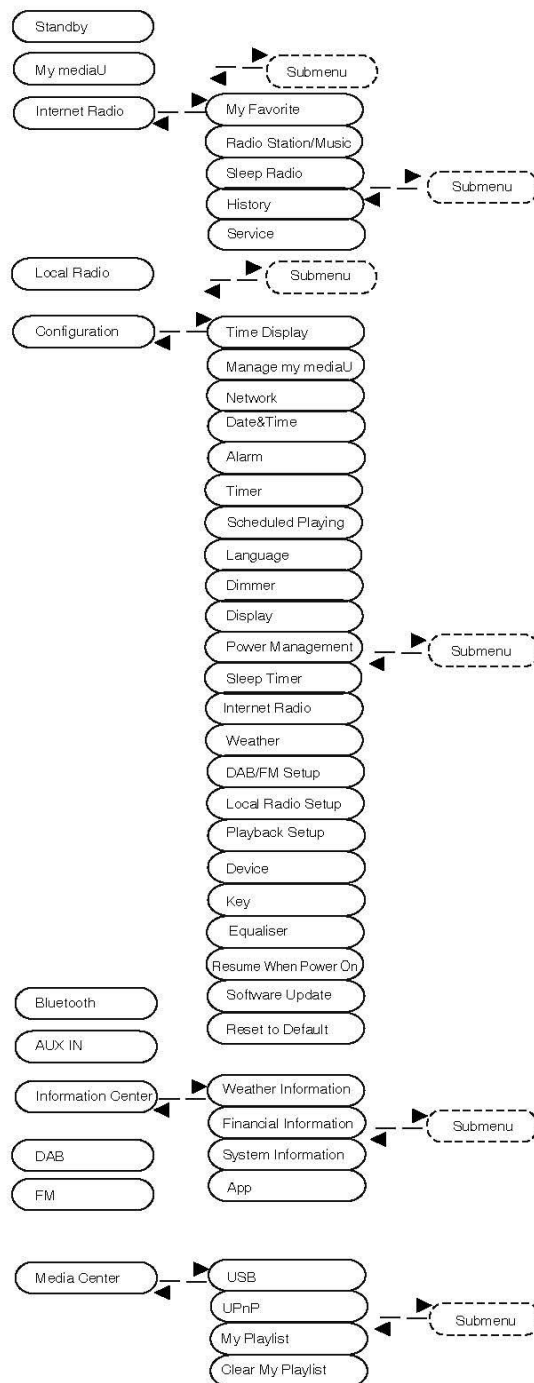 Standby
My mediaU
Submenu
Internet Radio
My Favorite
Radio Station/Music
Sleep Radio
Submenu
History
Service
Local Radio
Submenu
Configuration
Time Display
Manage my mediaU
Network
Date&Time
Alarm
Timer
Scheduled Playing
Language
Dimmer
Display
Power Management
Submenu
Sleep Timer
Internet Radio
Weather
DAB/FM Setup
Local Radio Setup
Playback Setup
Device
Key
Equaliser
Resume When Power On
Software Update
Bluetooth
Reset to Default
AUX IN
Information Center
Weather Information
Financial Information
Submenu
System Information
DAB
App
FM
Media Center
USB
UPnP
Submenu
My Playlist
Clear My Playlist